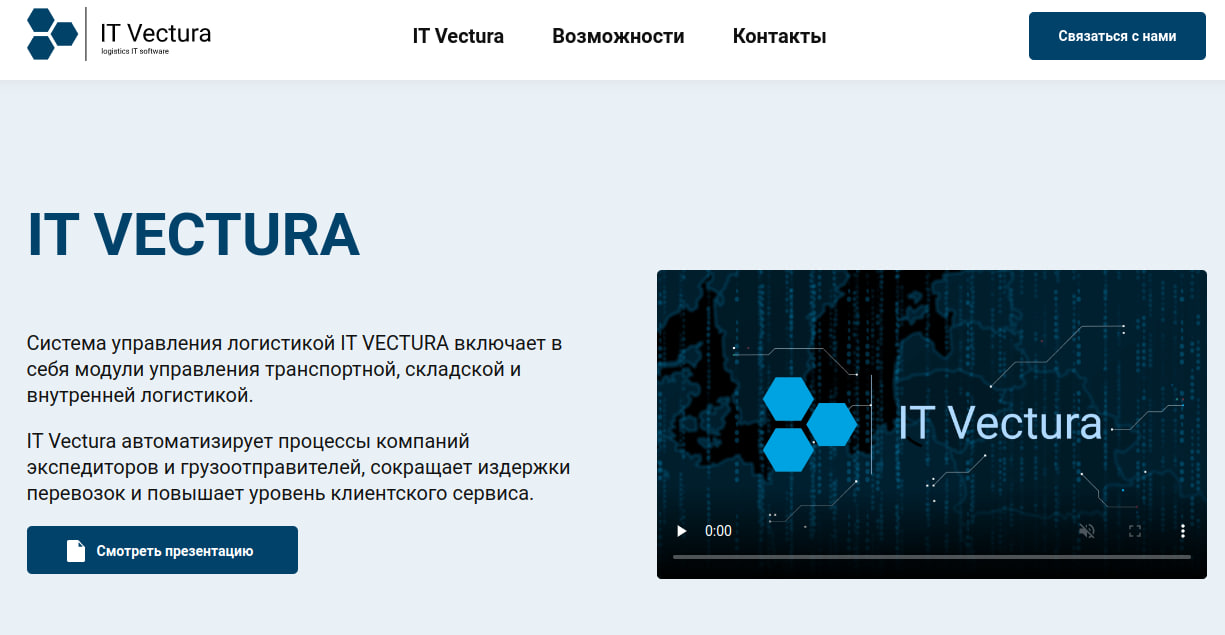 IT Vectura
logistics IT software
IT Vectura
Возможности
Контакты
Связаться с нами
IT VECTURA
Система управления логистикой IT VECTURA включает в
себя модули управления транспортной, складской и
внутренней логистикой.
IT Vectura автоматизирует процессы компаний
экспедиторов и грузоотправителей, сокращает издержки
перевозок и повышает уровень клиентского сервиса.
Смотреть презентацию
IT Vectura
0:00